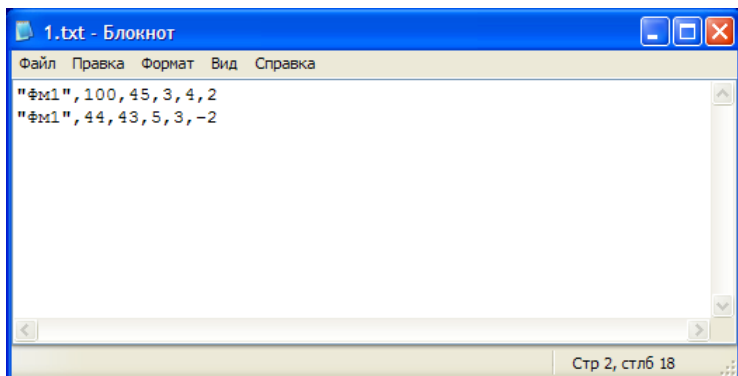 1.txt - Блокнот
Файл Правка Формат Вид Справка
"Фм1",100,45,3,4,2
"Фм1",44,43,5,3,-2
Стр 2, стлб 18